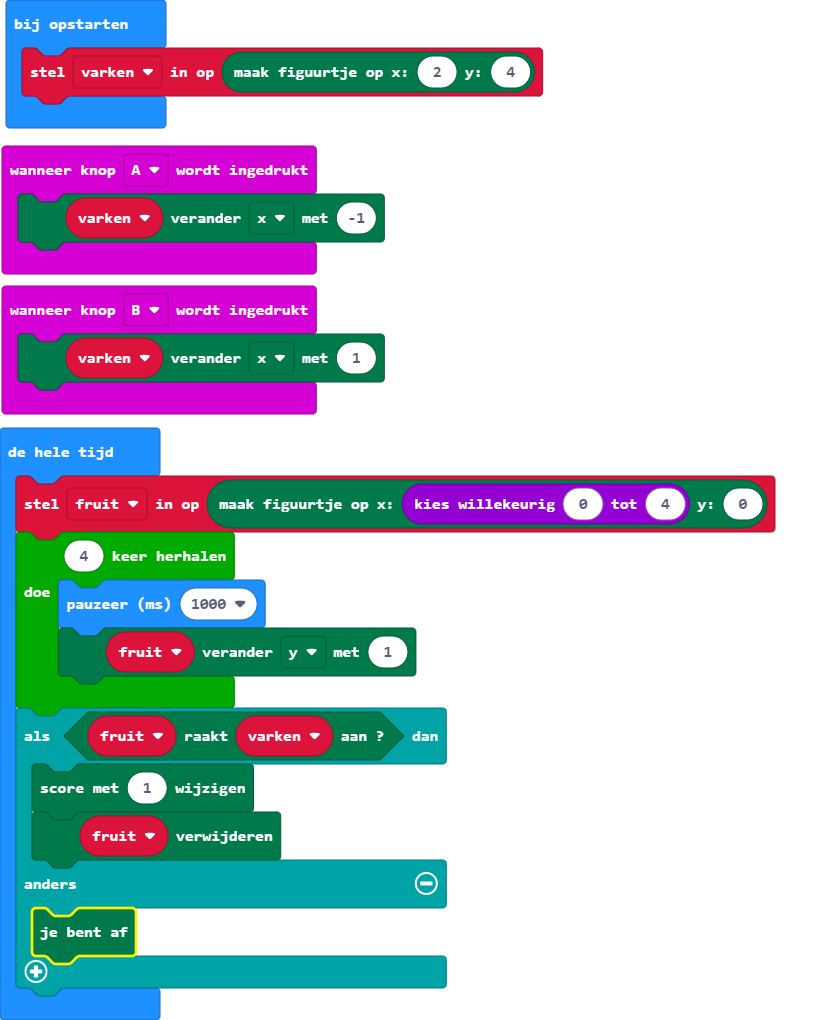 bij opstarten
stel varken in op maak figuurtje op x: 2 y: 4
wanneer knop A wordt ingedrukt
varken verander x met -1
wanneer knop B wordt ingedrukt
varken verander x met 1
de hele tijd
stel fruit in op maak figuurtje op x: kies willekeurig 0 tot 4 y: 0
4 keer herhalen
doe
pauzeer (ms) 1000
fruit verander y met 1
als fruit raakt varken aan ? dan
score met 1 wijzigen
fruit verwijderen
anders
je bent af